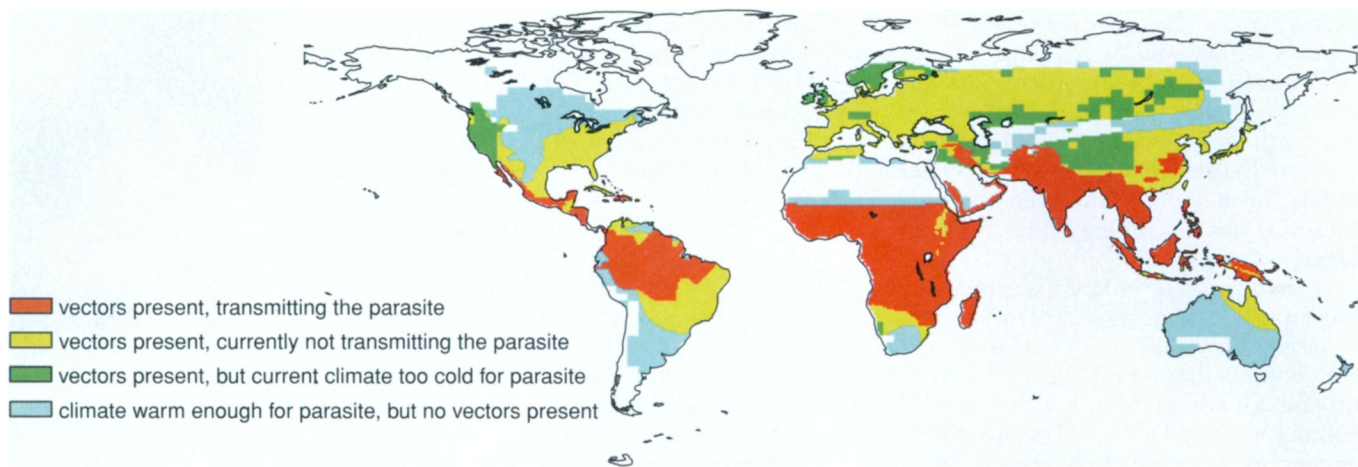 vectors present, transmitting the parasite
vectors present, currently not transmitting the parasite
vectors present, but current climate too cold for parasite
climate warm enough for parasite, but no vectors present